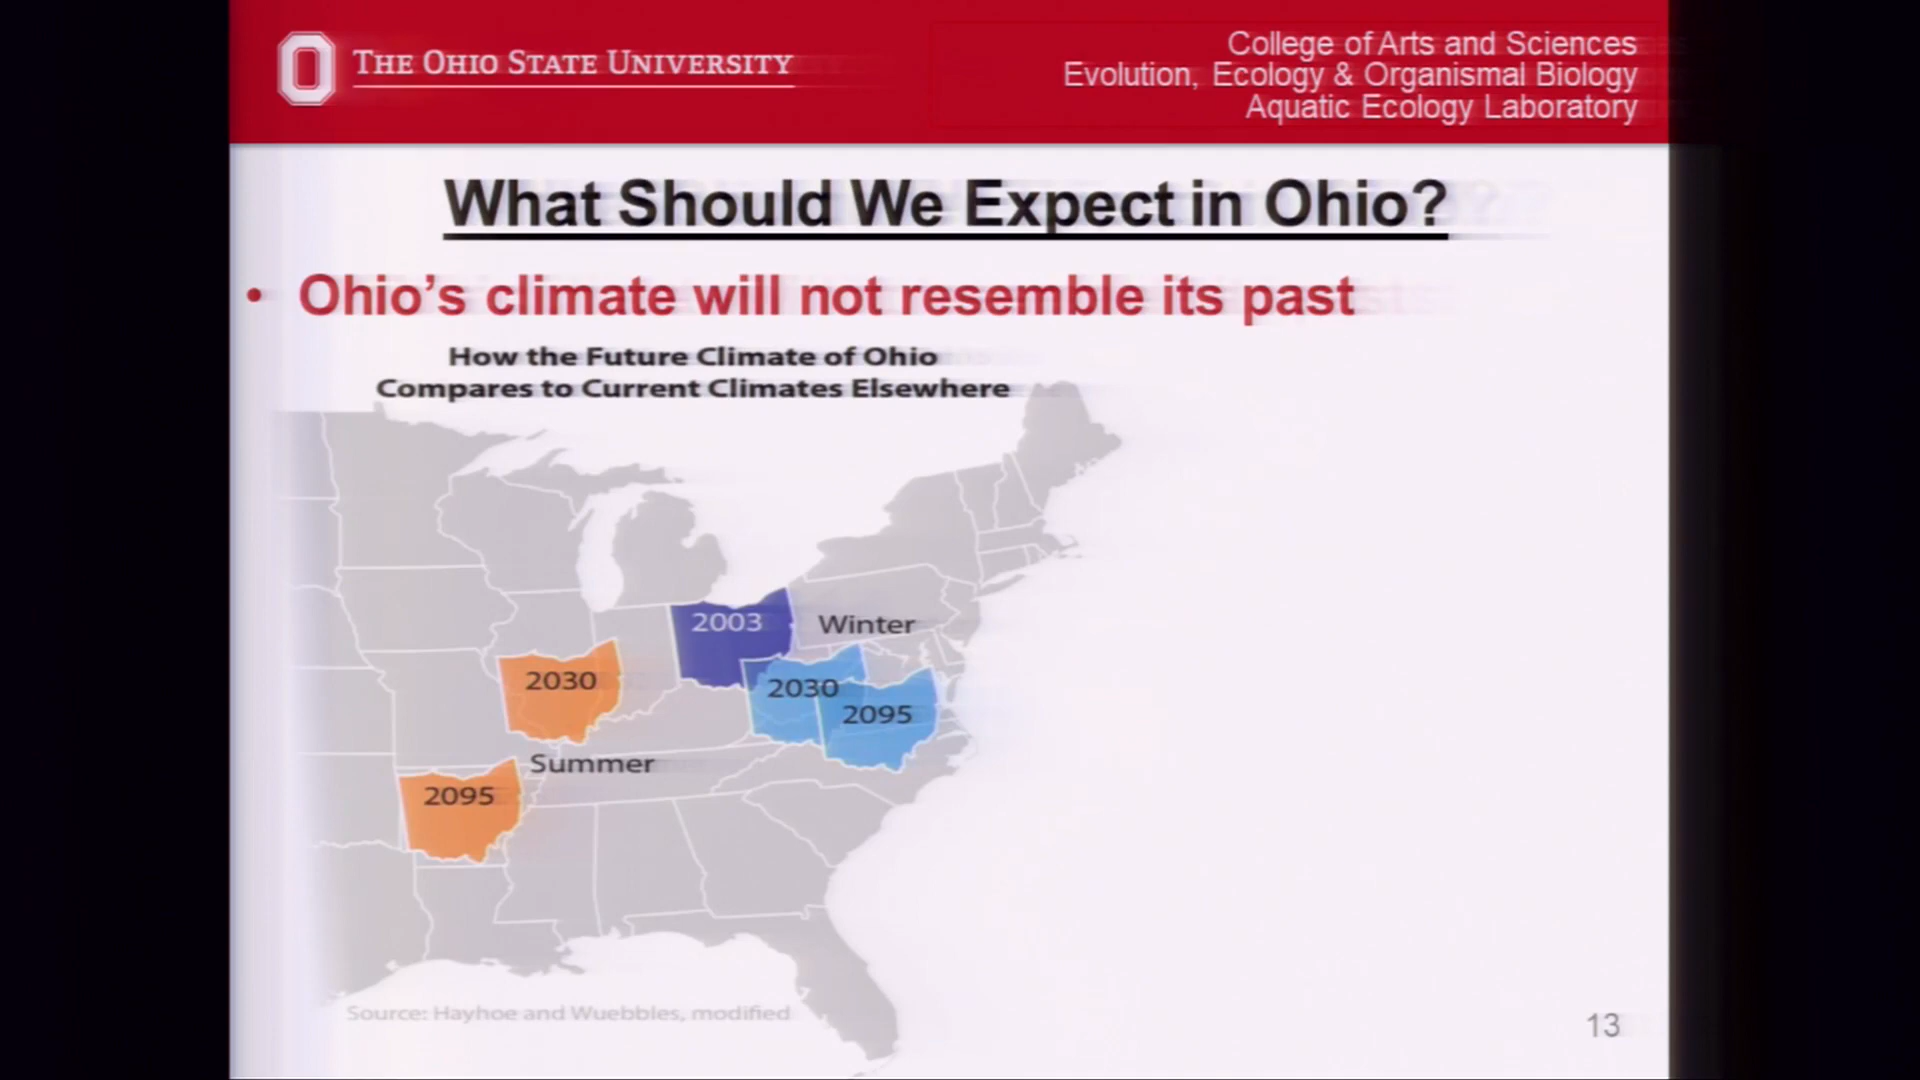 THE OHIO STATE UNIVERSITY
College of Arts and Sciences
Evolution, Ecology & Organismal Biology
Aquatic Ecology Laboratory
What Should We Expect in Ohio?
• Ohio's climate will not resemble its past
How the Future Climate of Ohio
Compares to Current Climates Elsewhere
2003
Winter
2030
2030
2095
Summer
2095
Source: Hayhoe and Wuebbles, modified
13